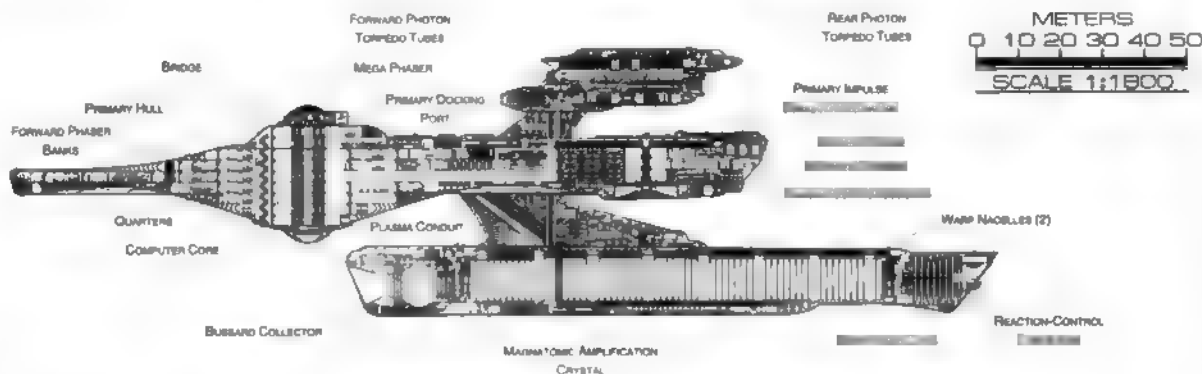 FORWARD PHOTON
TORPEDO TUBES
REAR PHOTON
TORPEDO TUBES
METERS
0 10 20 30 40 50
SCALE 1:1800
BRIDGE
MEGA PHASER
PRIMARY IMPULSE
PRIMARY HULL
PRIMARY DOCKING
PORT
FORWARD PHASER
BANKS
QUARTERS
PLASMA CONDUIT
WARP NACELLES (2)
COMPUTER CORE
BUSSARD COLLECTOR
REACTION-CONTROL
MAGNATOMIC AMPLIFICATION
CRYSTAL